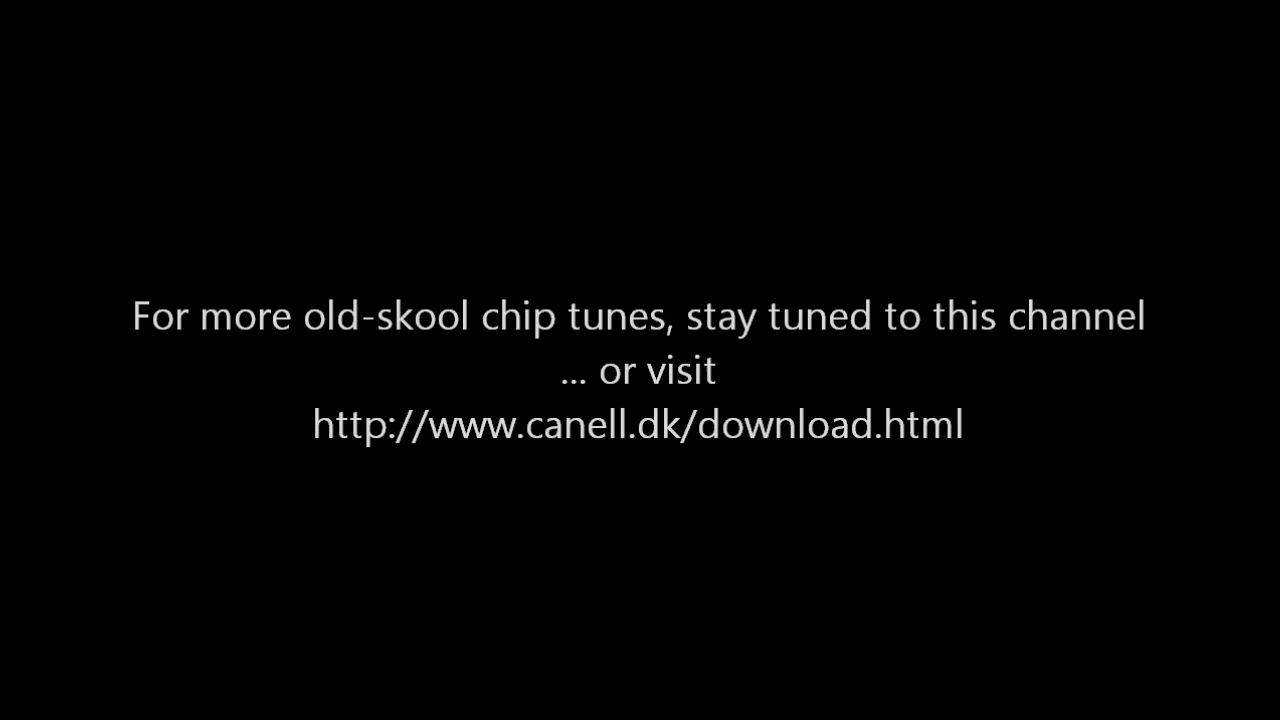 For more old-skool chip tunes, stay tuned to this channel
... or visit
http://www.canell.dk/download.html